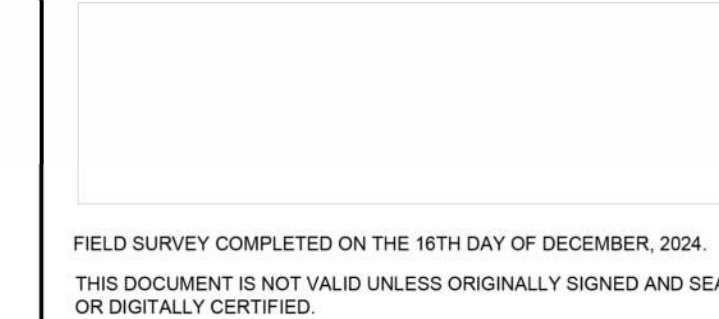 FIELD SURVEY COMPLETED ON THE 16TH DAY OF DECEMBER, 2024.
THIS DOCUMENT IS NOT VALID UNLESS ORIGINALLY SIGNED AND
OR DIGITALLY CERTIFIED.